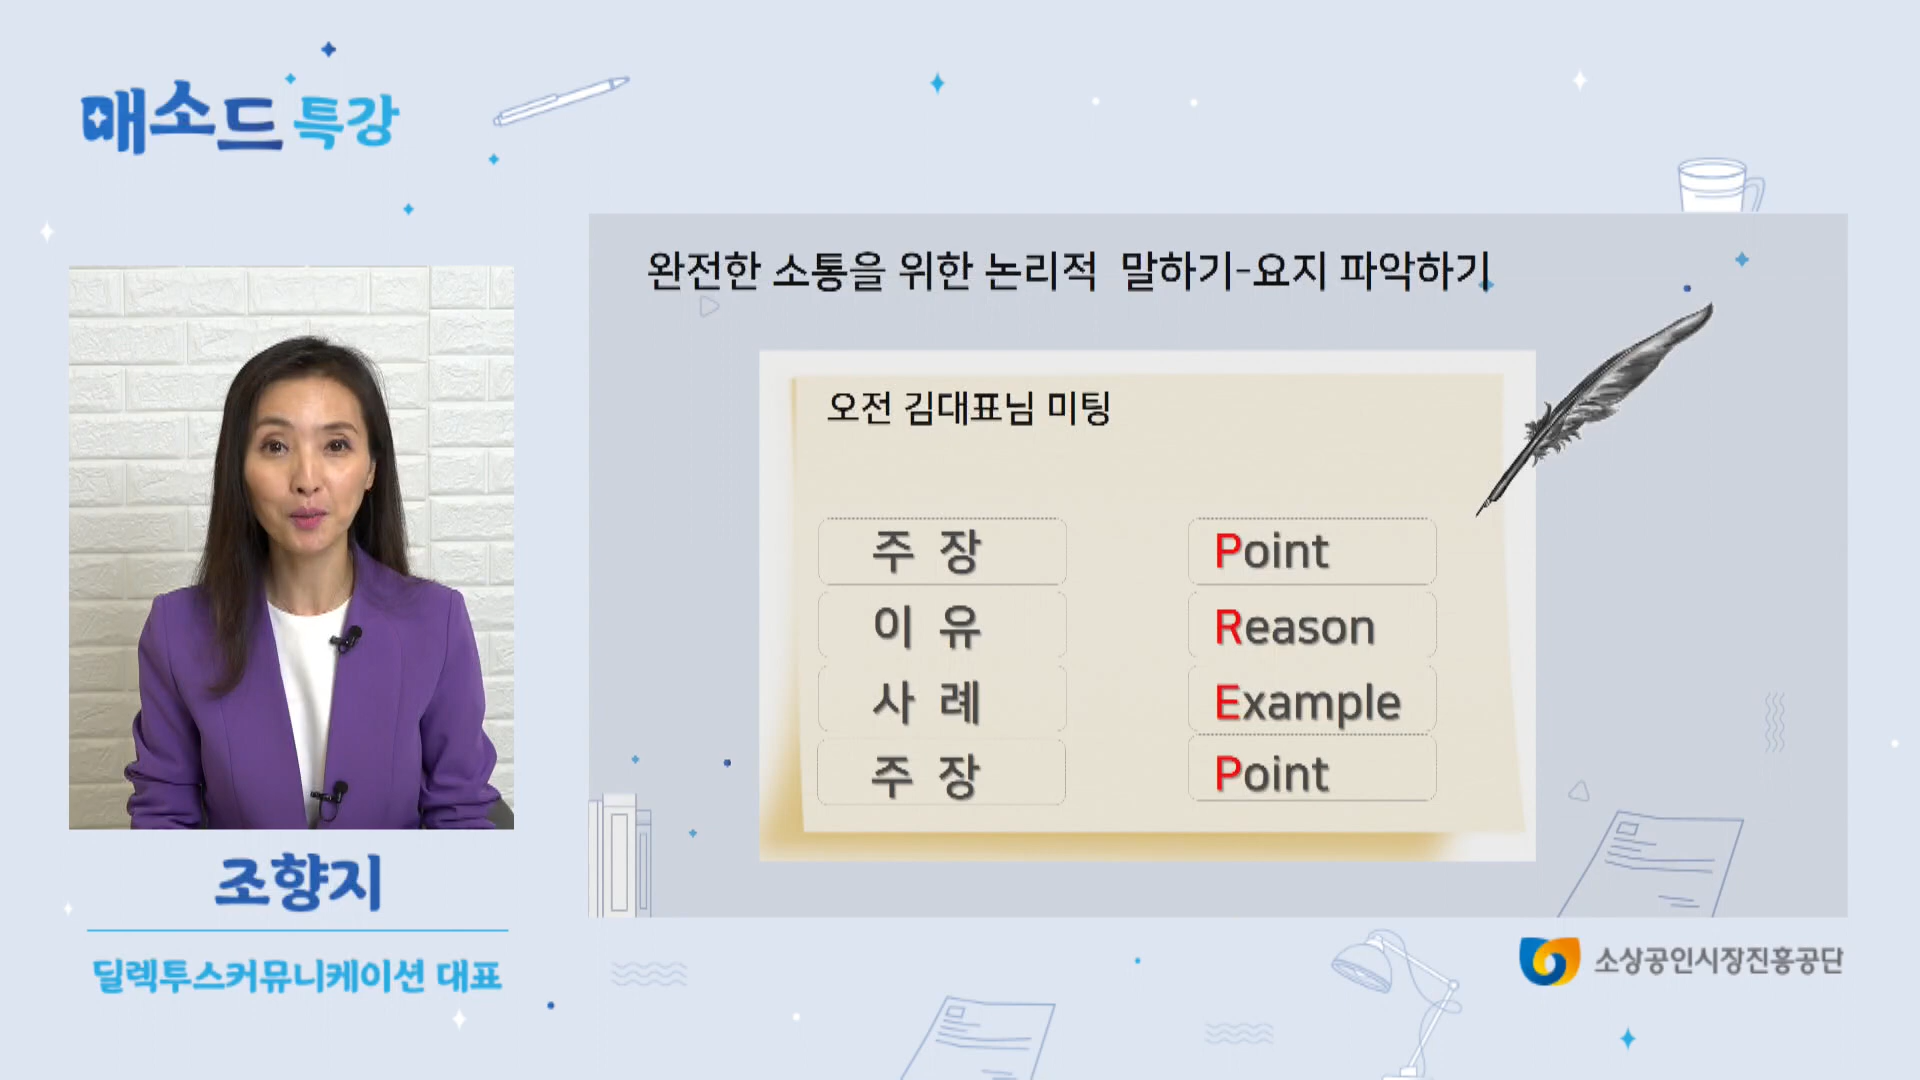 매소드 특강
완전한 소통을 위한 논리적 말하기-요지 파악하기
오전 김대표님 미팅
주 장
Point
이 유
Reason
사 례
Example
주 장
Point
조향지
딜렉투스커뮤니케이션 대표
소상공인시장진흥공단